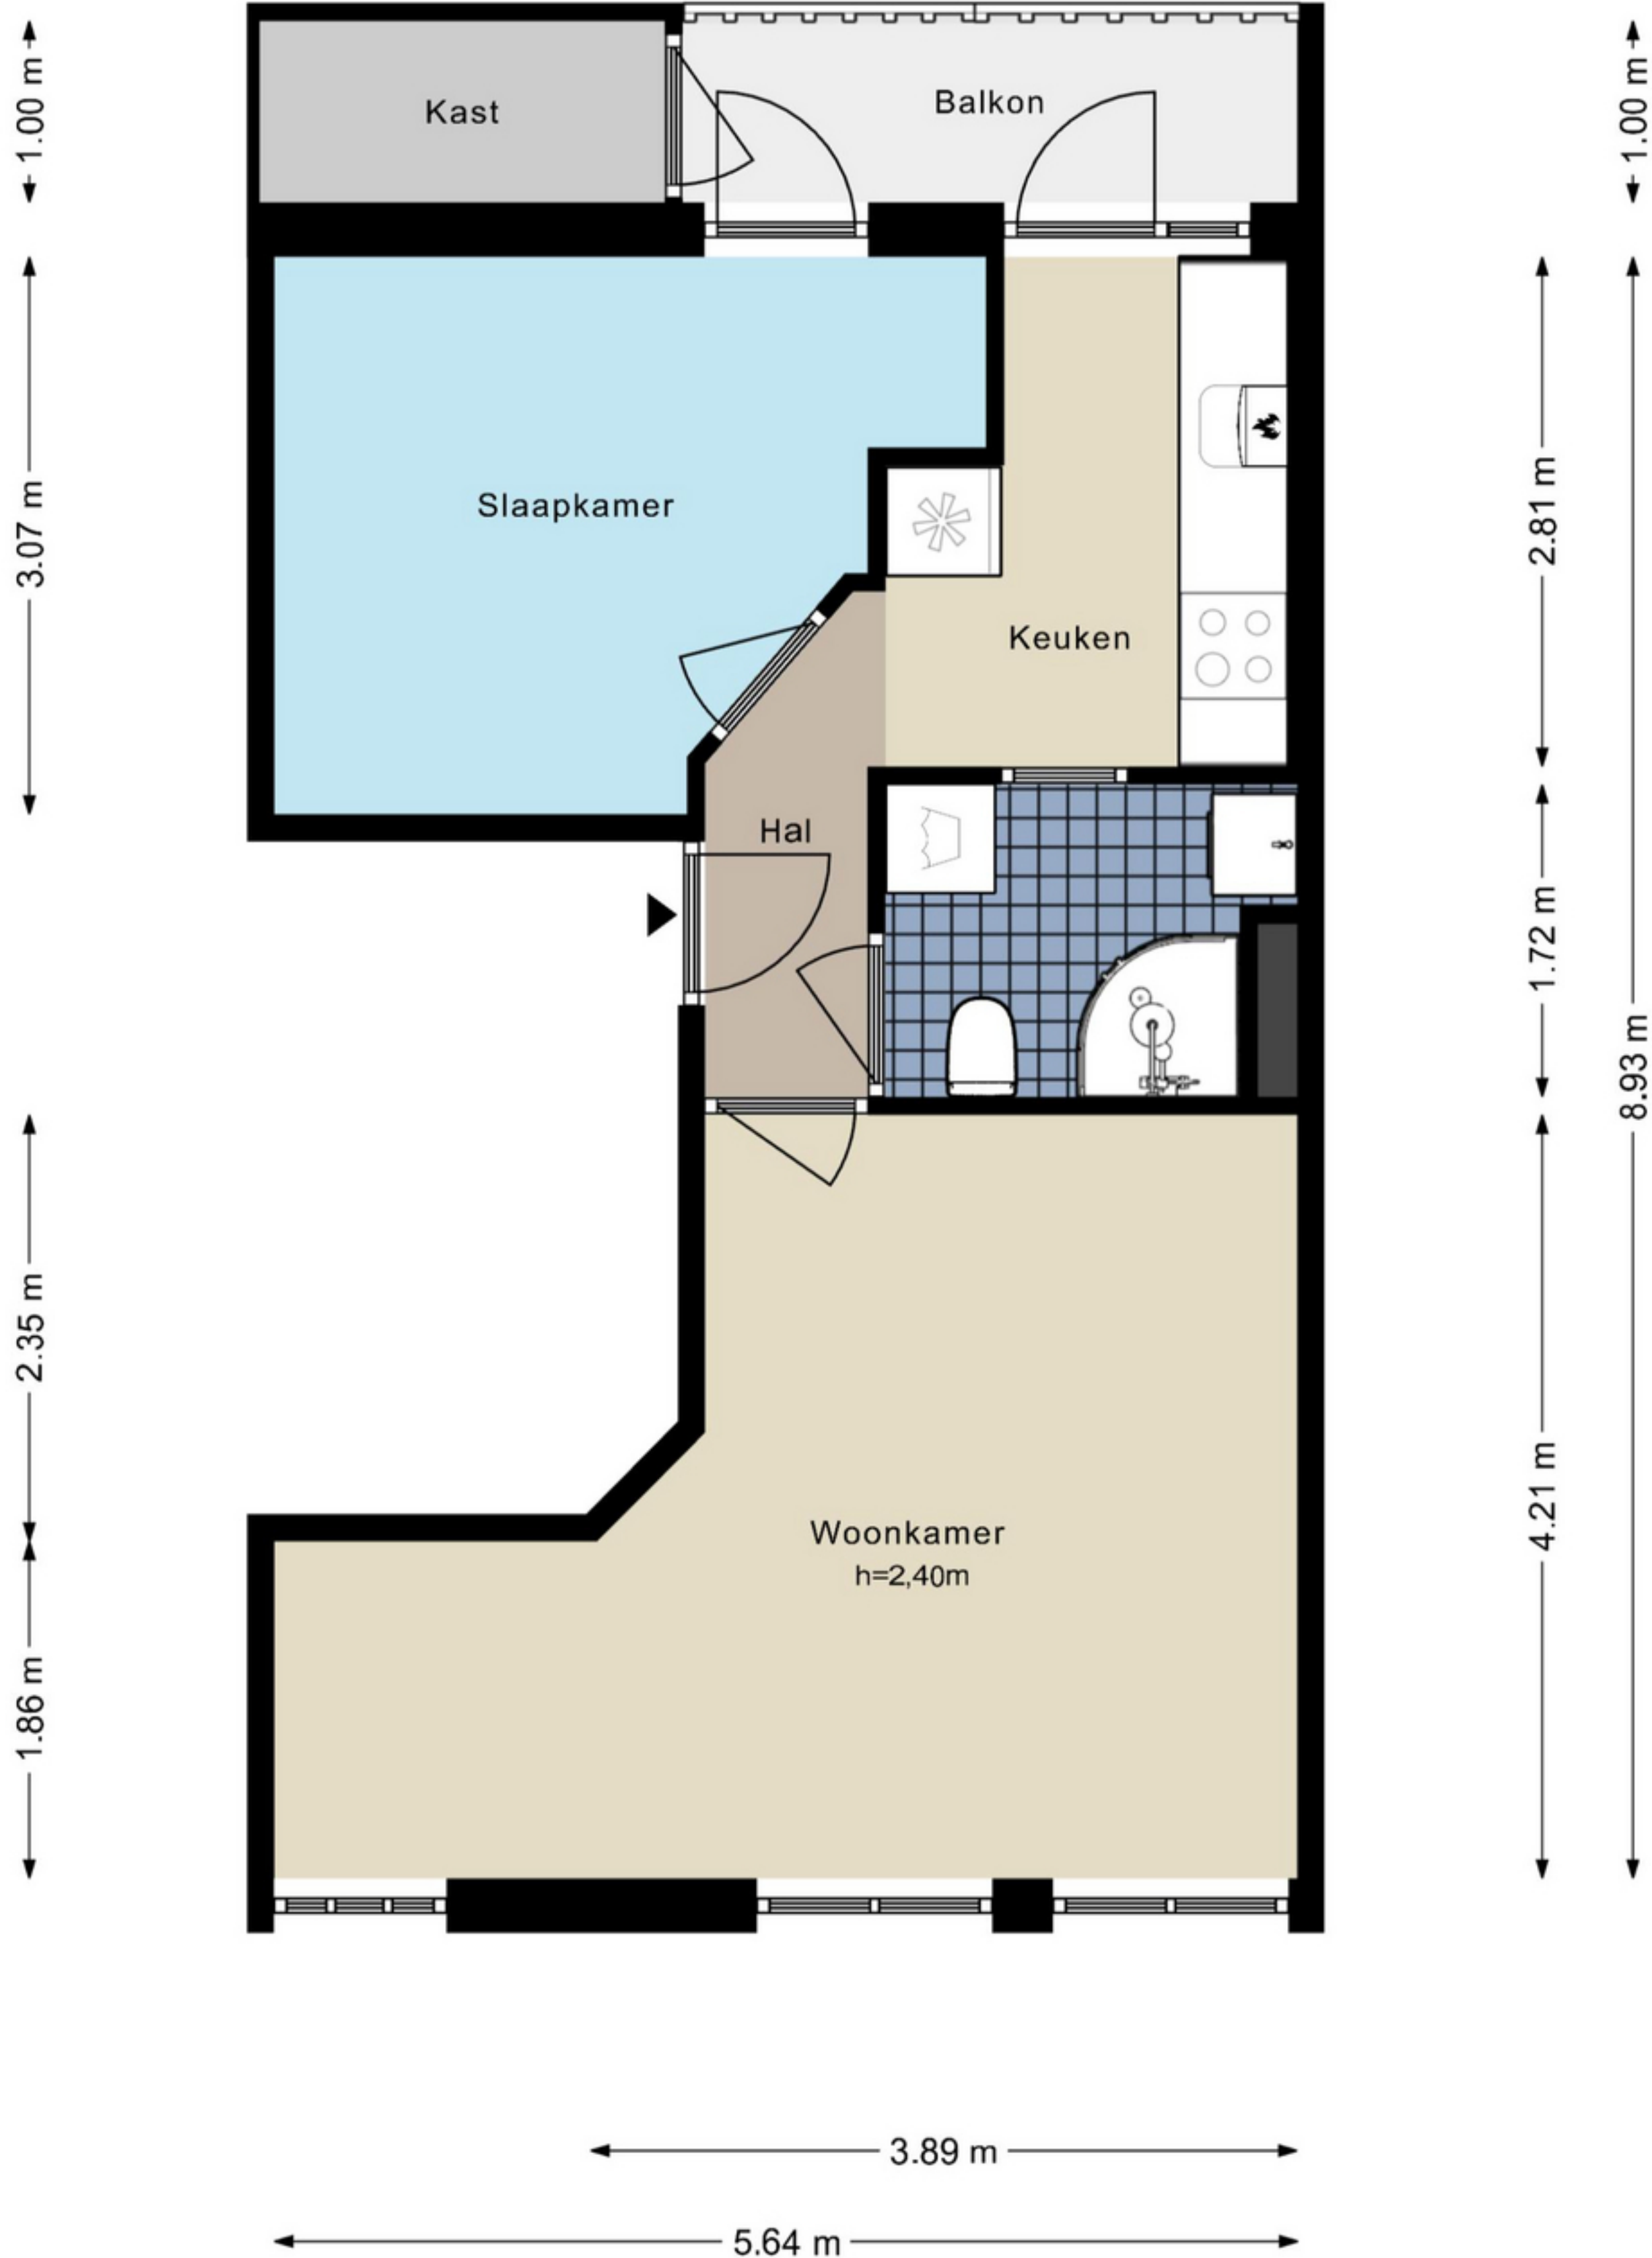 1.00 m
Kast
Balkon
1.00 m
3.07 m
Slaapkamer
2.81 m
Keuken
Hal
1.72 m
8.93 m
2.35 m
4.21 m
Woonkamer
h=2,40m
1.86 m
3.89 m
5.64 m